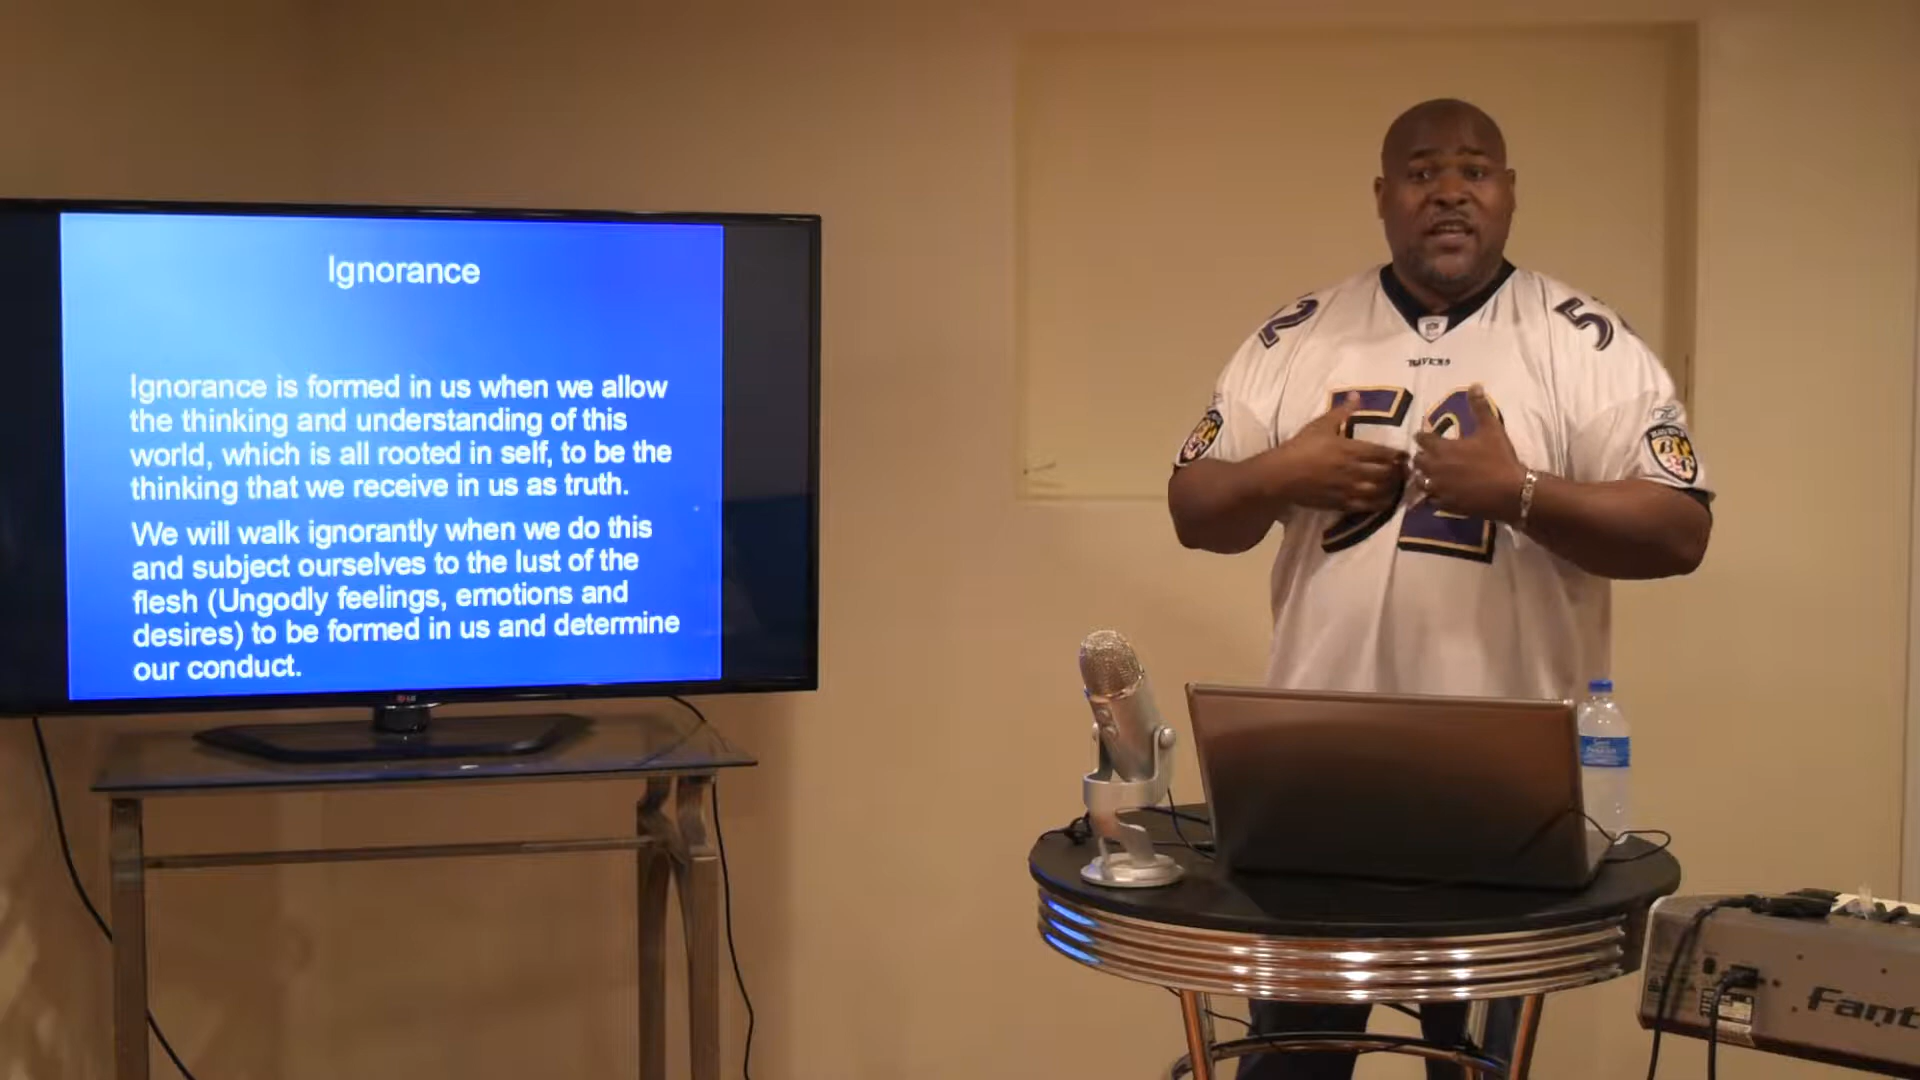 Ignorance
Ignorance is formed in us when we allow
the thinking and understanding of this
world, which is all rooted in self, to be the
thinking that we receive in us as truth.
We will walk ignorantly when we do this
and subject ourselves to the lust of the
flesh (Ungodly feelings, emotions and
desires) to be formed in us and determine
our conduct.
LG
52
52
RAVENS
52
Fant